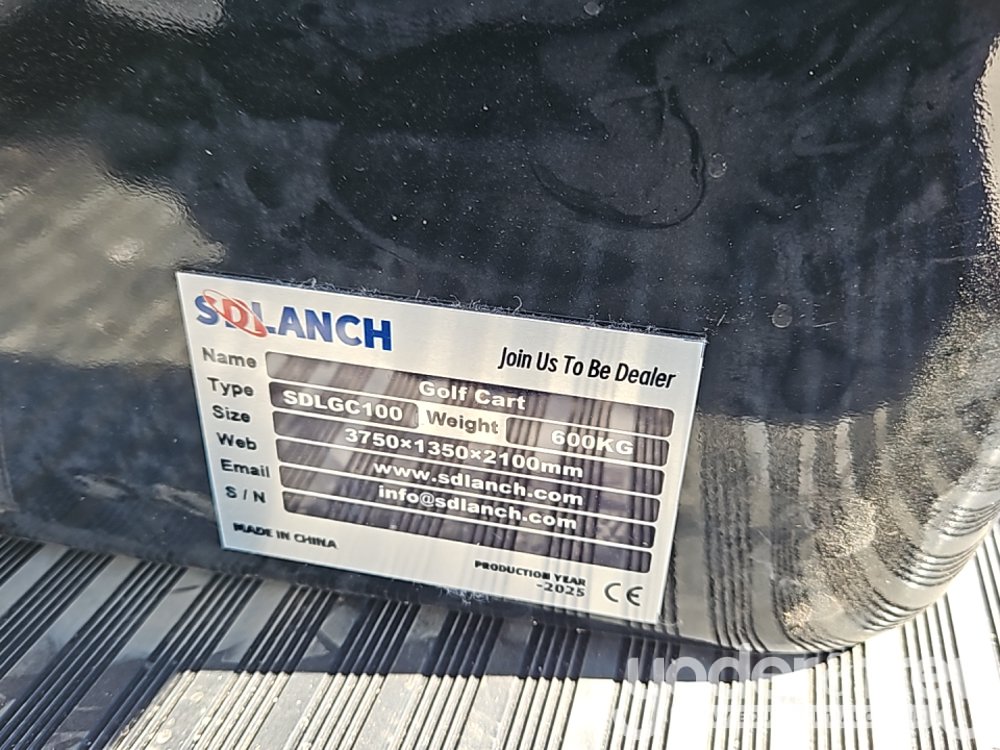 SDLANCH
Join Us To Be Dealer
Name Golf Cart
Type SDLGC100 Weight 600KG
Size 3750×1350×2100mm
Web www.sdlanch.com
Email info@sdlanch.com
S / N
MADE IN CHINA
PRODUCTION YEAR
-2025
CE